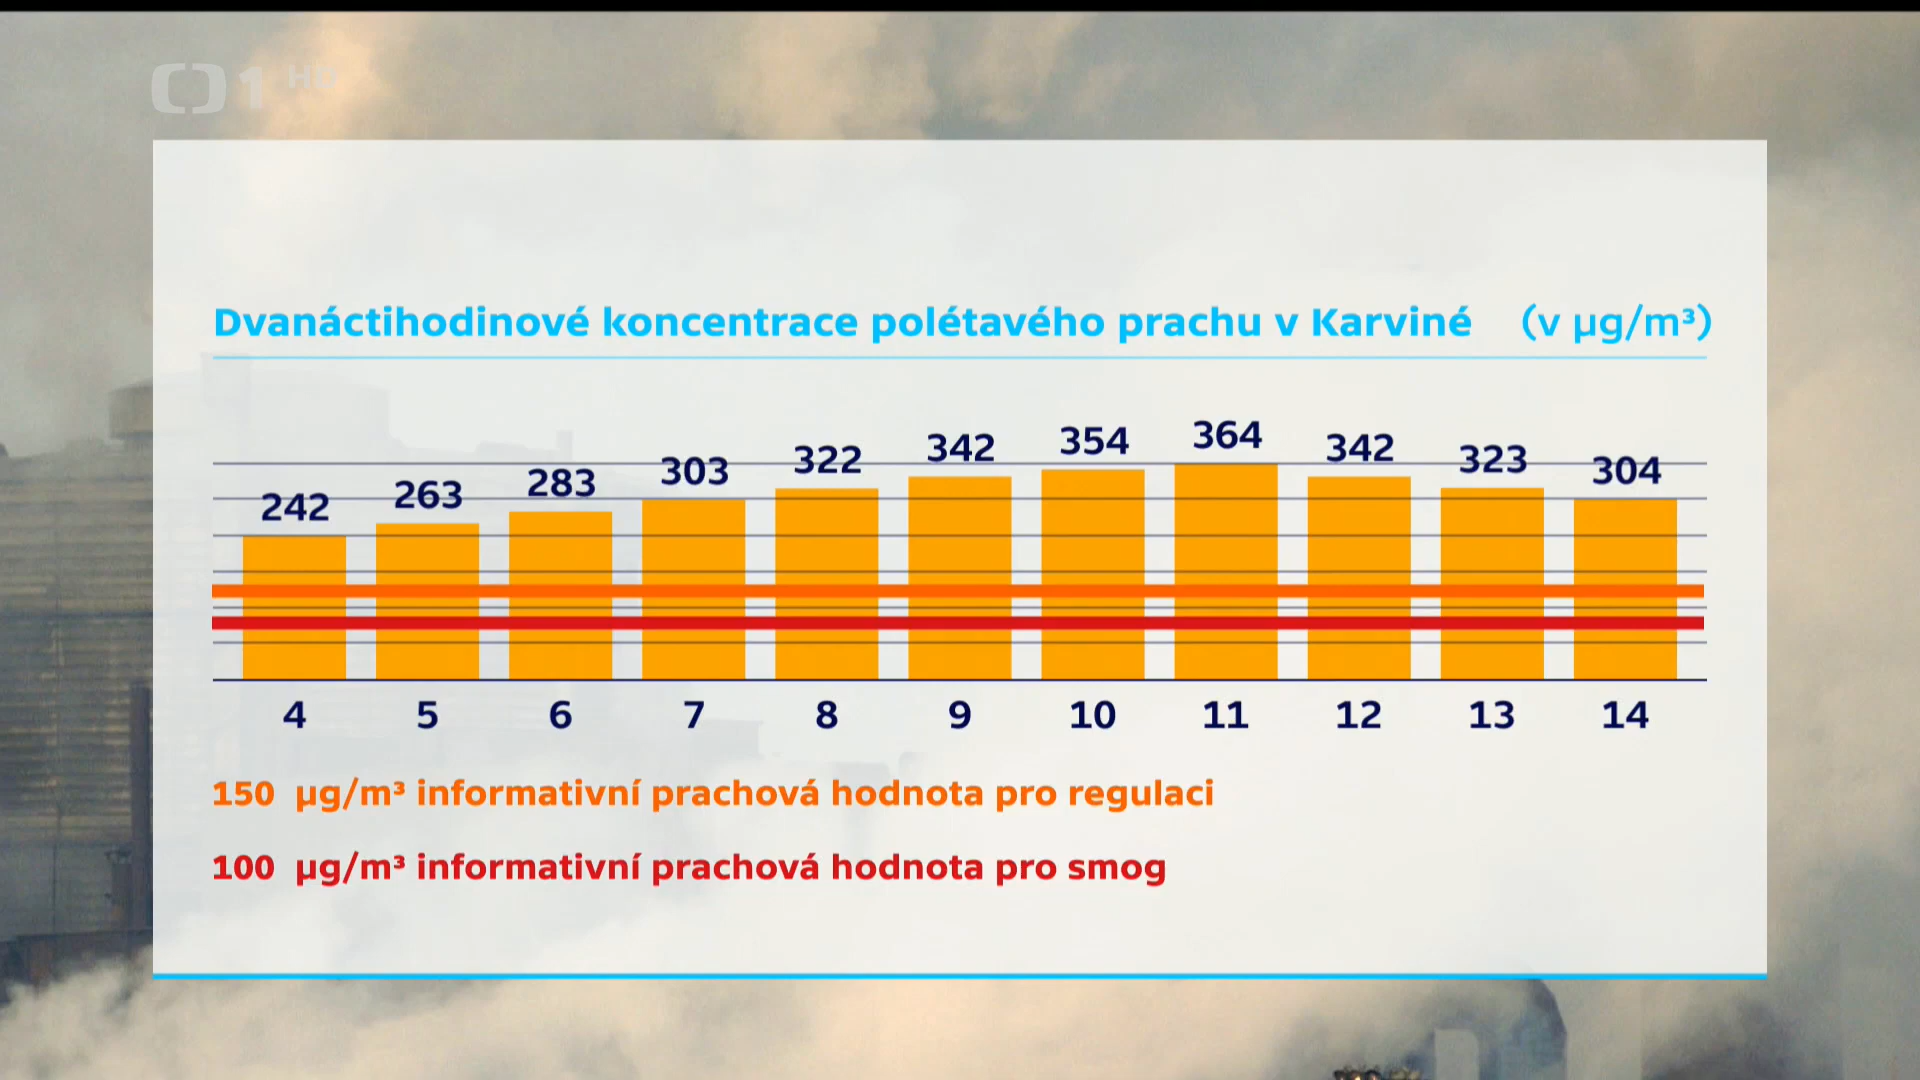 1 HD
Dvanáctihodinové koncentrace polétavého prachu v Karviné (v µg/m³)
242 263 283 303 322 342 354 364 342 323 304
4 5 6 7 8 9 10 11 12 13 14
150 µg/m³ informativní prachová hodnota pro regulaci
100 µg/m³ informativní prachová hodnota pro smog